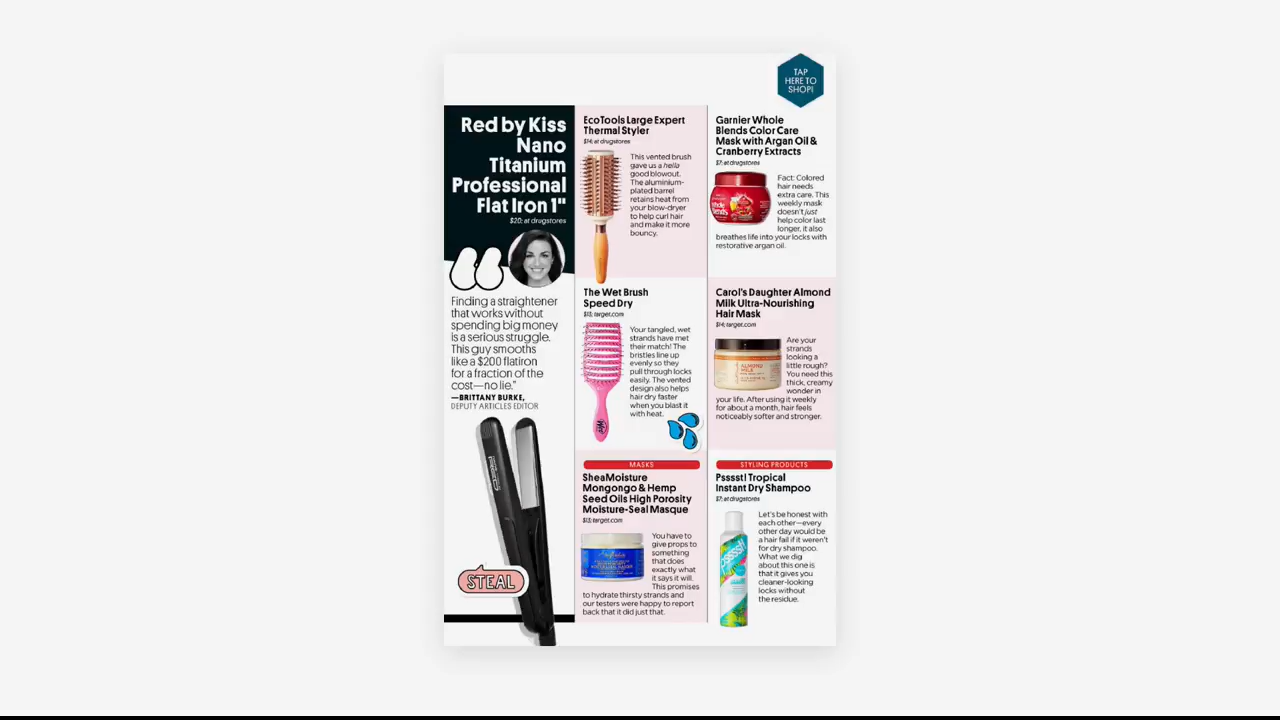 TAP
HERE TO
SHOP!
Red by Kiss
Nano
Titanium
Professional
Flat Iron 1"
$20; at drugstores
Finding a straightener
that works without
spending big money
is a serious struggle.
This guy smooths
like a $200 flatiron
for a fraction of the
cost—no lie."
—BRITTANY BURKE,
DEPUTY ARTICLES EDITOR
STEAL
EcoTools Large Expert
Thermal Styler
$14; at drugstores
This vented brush
gave us a hella
good blowout.
The aluminium-
plated barrel
retains heat from
your blow-dryer
to help curl hair
and make it more
bouncy.
The Wet Brush
Speed Dry
$13; target.com
Your tangled, wet
strands have met
their match! The
bristles line up
evenly so they
pull through locks
easily. The vented
design also helps
hair dry faster
when you blast it
with heat.
Wet
MASKS
SheaMoisture
Mongongo & Hemp
Seed Oils High Porosity
Moisture-Seal Masque
$13; target.com
You have to
give props to
something
that does
exactly what
it says it will.
This promises
to hydrate thirsty strands and
our testers were happy to report
back that it did just that.
Garnier Whole
Blends Color Care
Mask with Argan Oil &
Cranberry Extracts
$7; at drugstores
Fact: Colored
hair needs
extra care. This
weekly mask
doesn't just
help color last
longer, it also
breathes life into your locks with
restorative argan oil.
Carol's Daughter Almond
Milk Ultra-Nourishing
Hair Mask
$14; target.com
ALMOND
MILK
Are your
strands
looking a
little rough?
You need this
thick, creamy
wonder in
your life. After using it weekly
for about a month, hair feels
noticeably softer and stronger.
STYLING PRODUCTS
Psssst! Tropical
Instant Dry Shampoo
$7; at drugstores
Psssst!
Let's be honest with
each other—every
other day would be
a hair fail if it weren't
for dry shampoo.
What we dig
about this one is
that it gives you
cleaner-looking
locks without
the residue.